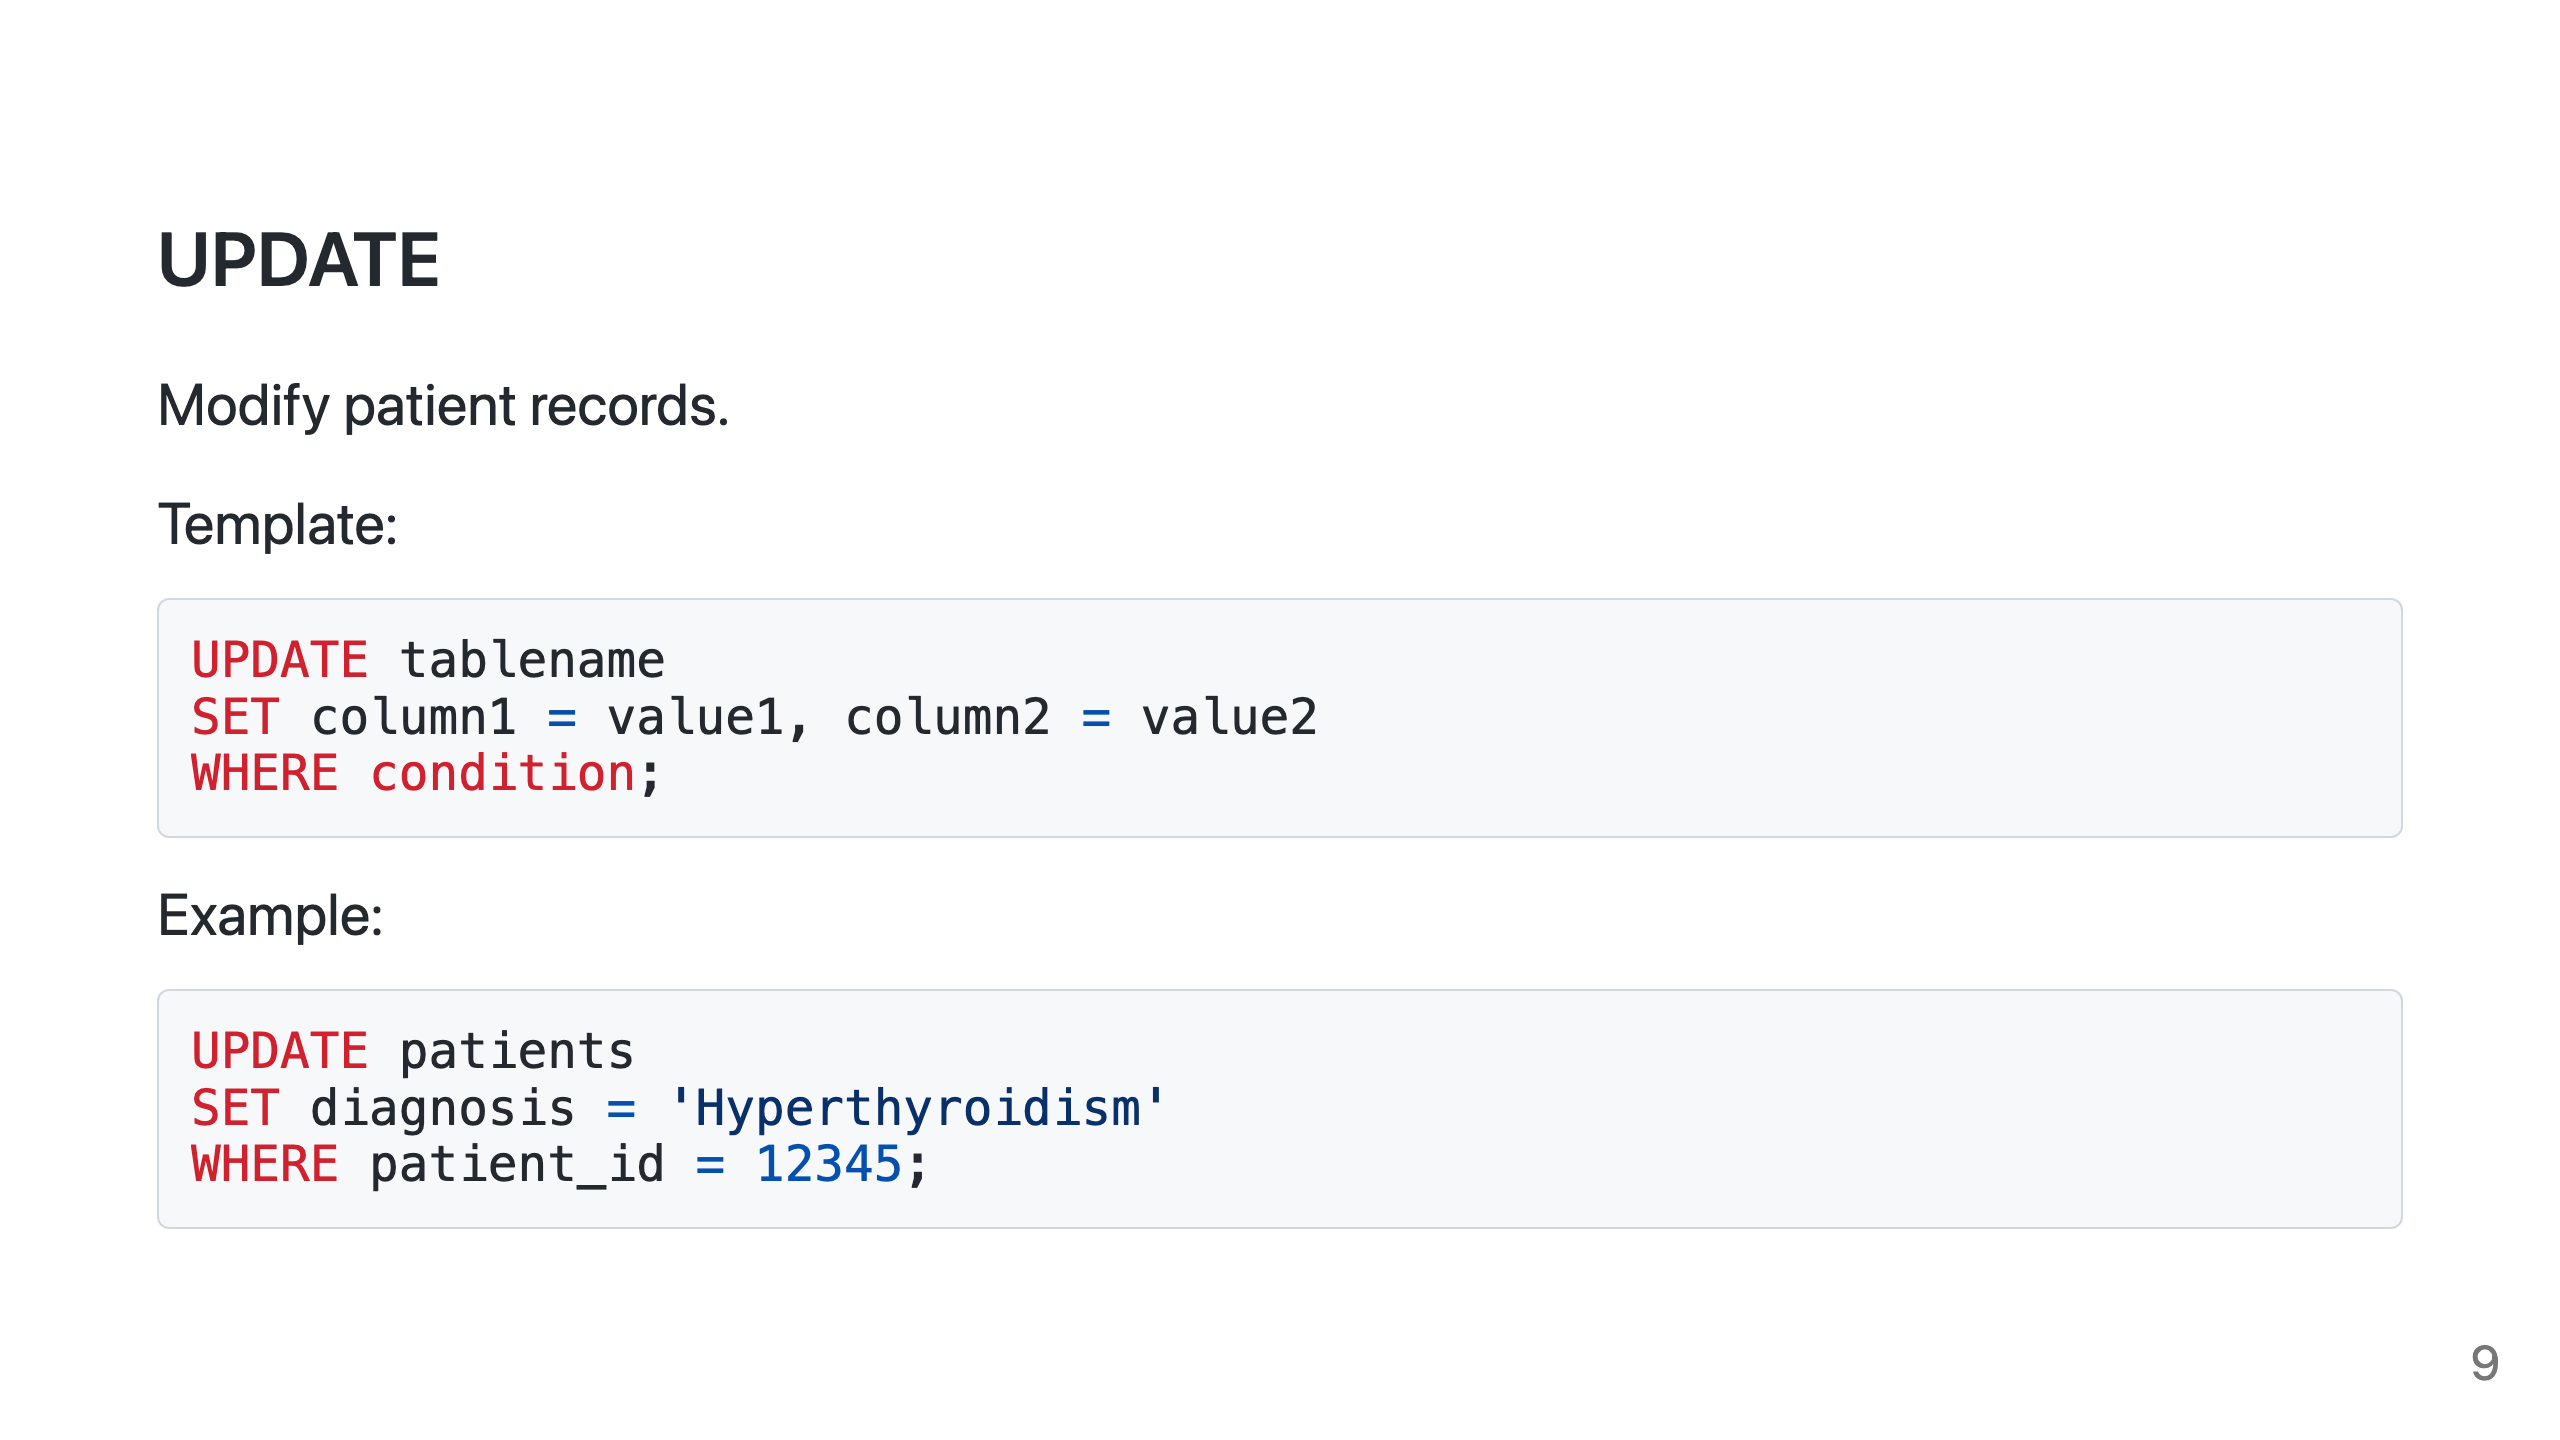 UPDATE
Modify patient records.
Template:
UPDATE tablename
SET column1 = value1, column2 = value2
WHERE condition;
Example:
UPDATE patients
SET diagnosis = 'Hyperthyroidism'
WHERE patient_id = 12345;
9